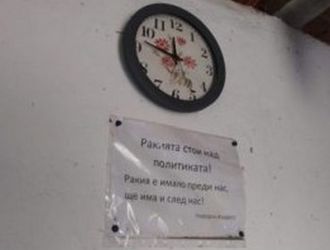 Ракията стои над
политиката!
Ракия е имало преди нас,
ще има и след нас!